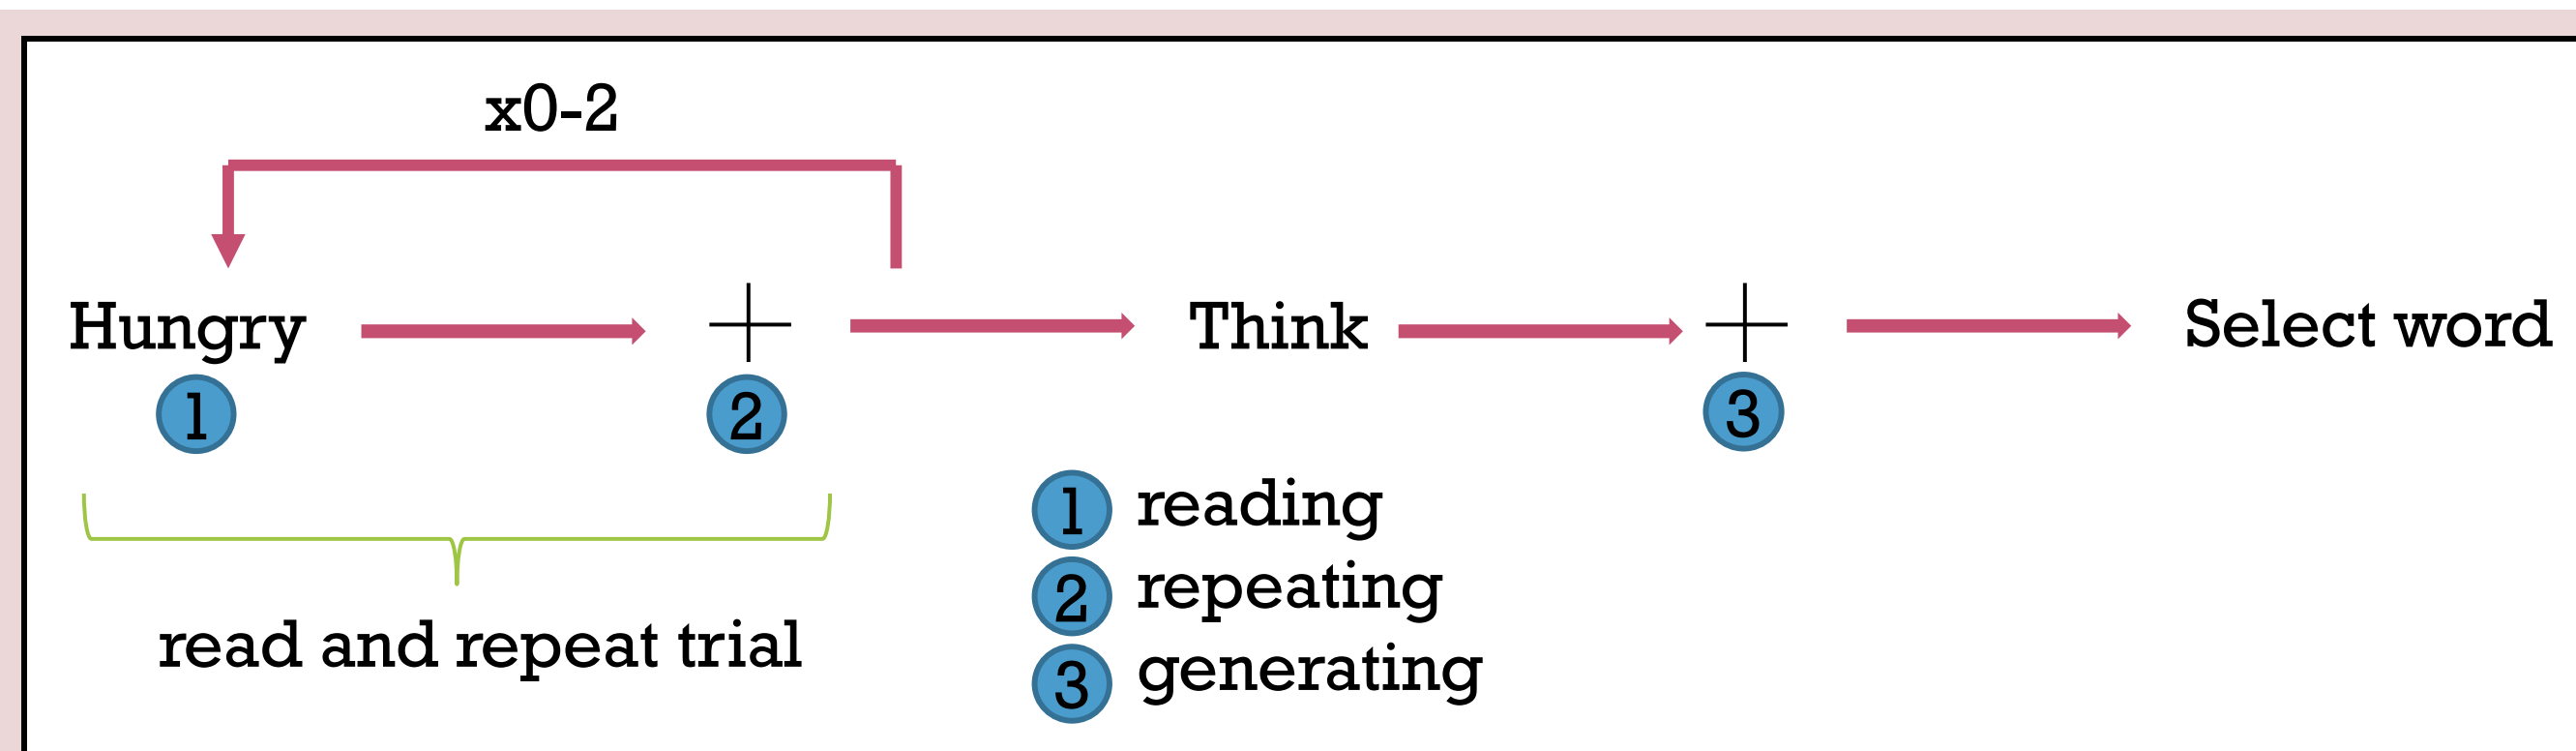 x0-2
Hungry
Think
Select word
1
2
3
read and repeat trial
1 reading
2 repeating
3 generating